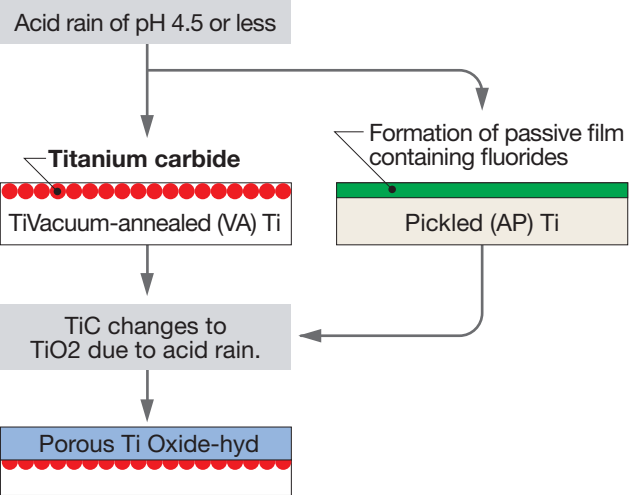 Acid rain of pH 4.5 or less
Titanium carbide
TiVacuum-annealed (VA) Ti
Formation of passive film
containing fluorides
Pickled (AP) Ti
TiC changes to
TiO2 due to acid rain.
Porous Ti Oxide-hyd